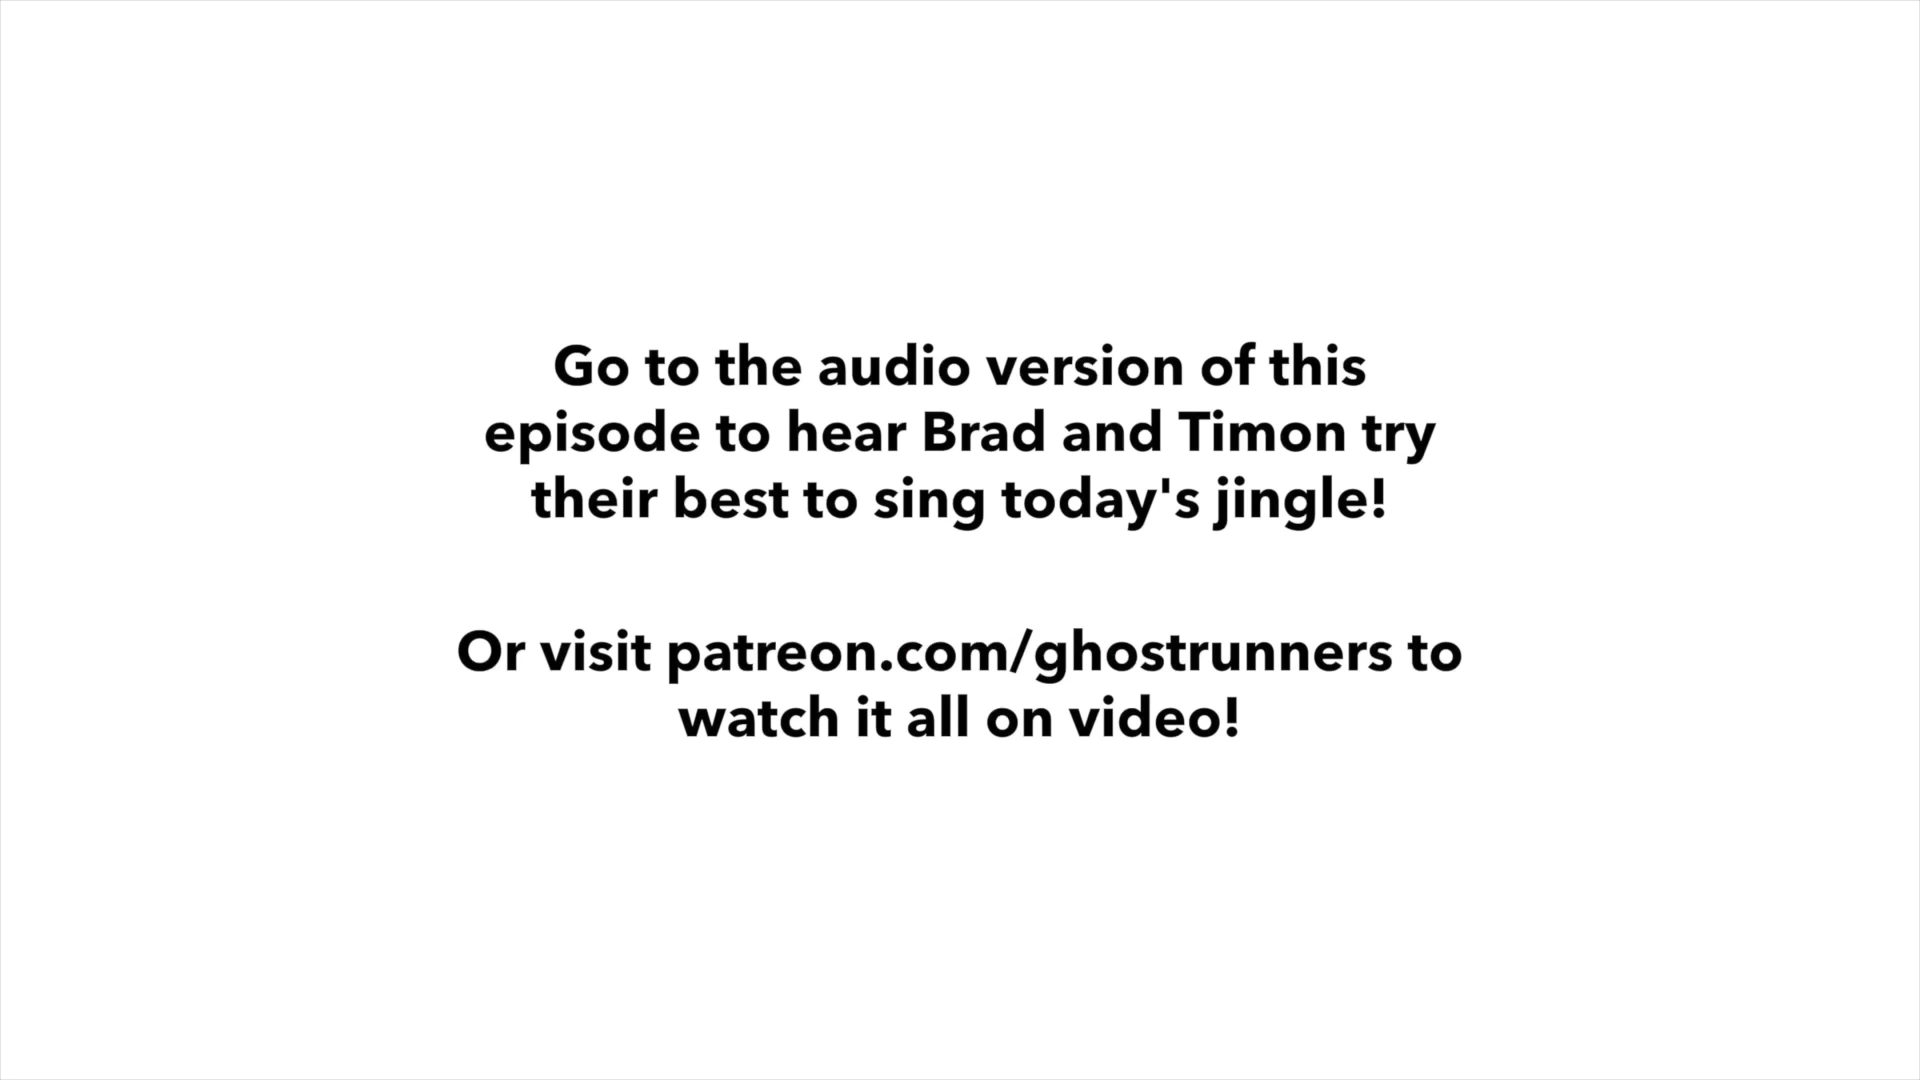 Go to the audio version of this
episode to hear Brad and Timon try
their best to sing today's jingle!
Or visit patreon.com/ghostrunners to
watch it all on video!